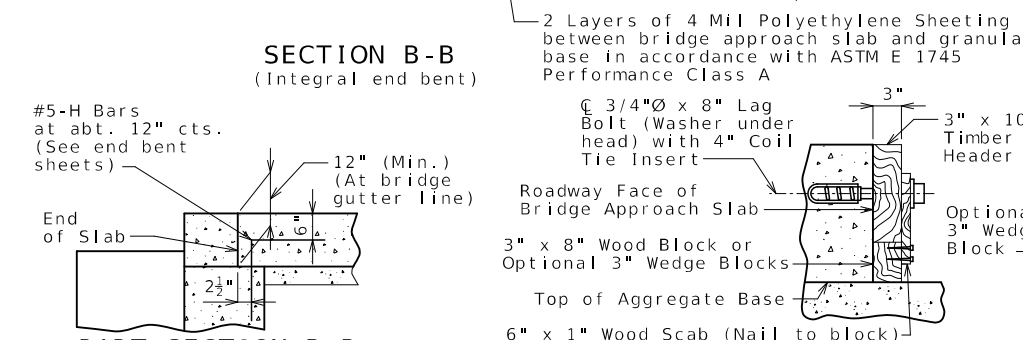 2 Layers of 4 Mil Polyethylene Sheeting
between bridge approach slab and
base in accordance with ASTM E 1745
Performance Class A
SECTION B-B
(Integral end bent)
#5-H Bars
at abt. 12" cts.
(See end bent
sheets)
12" (Min.)
(At bridge
gutter line)
6"
End
of Slab
2½"
℄ 3/4"Ø x 8" Lag
Bolt (Washer under
head) with 4" Coil
Tie Insert
3"
3" x
Timber
Header
Roadway Face of
Bridge Approach Slab
3"
Block
3" x 8" Wood Block or
Optional 3" Wedge Blocks
Top of Aggregate Base
6" x 1" Wood Scab (Nail to block)